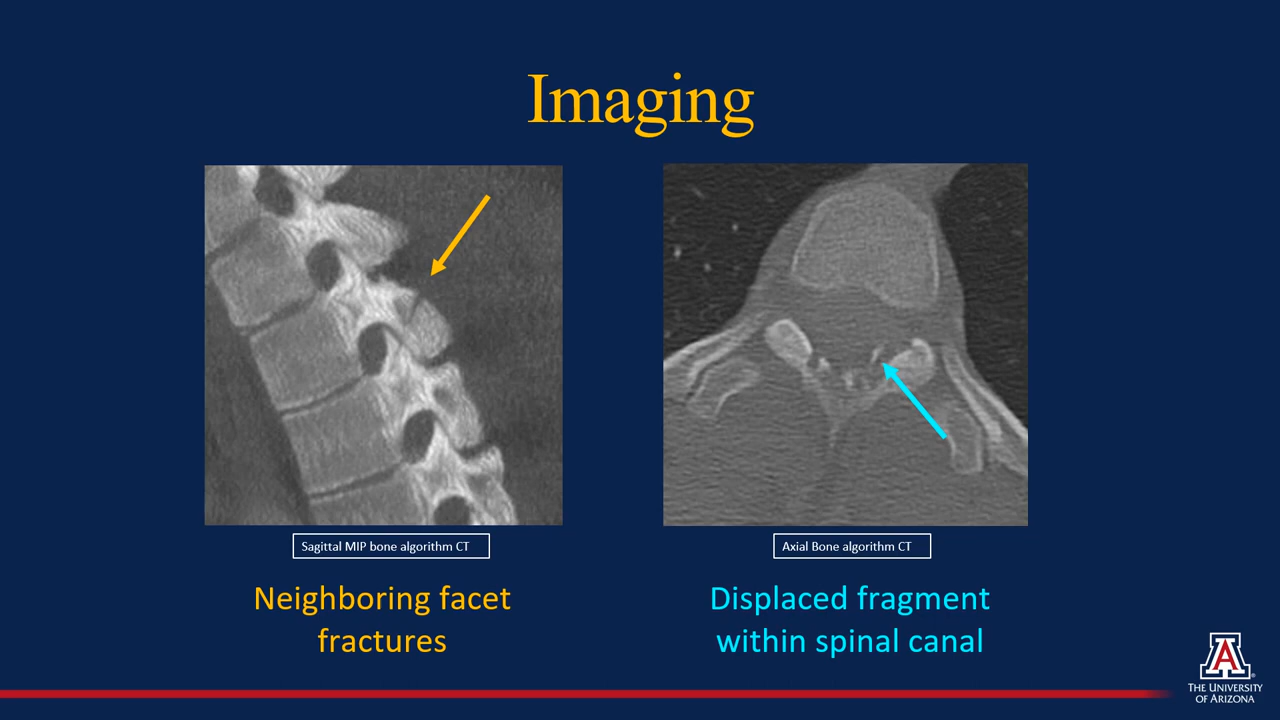 Imaging
Sagittal MIP bone algorithm CT
Axial Bone algorithm CT
Neighboring facet
fractures
Displaced fragment
within spinal canal
A
THE UNIVERSITY
OF ARIZONA